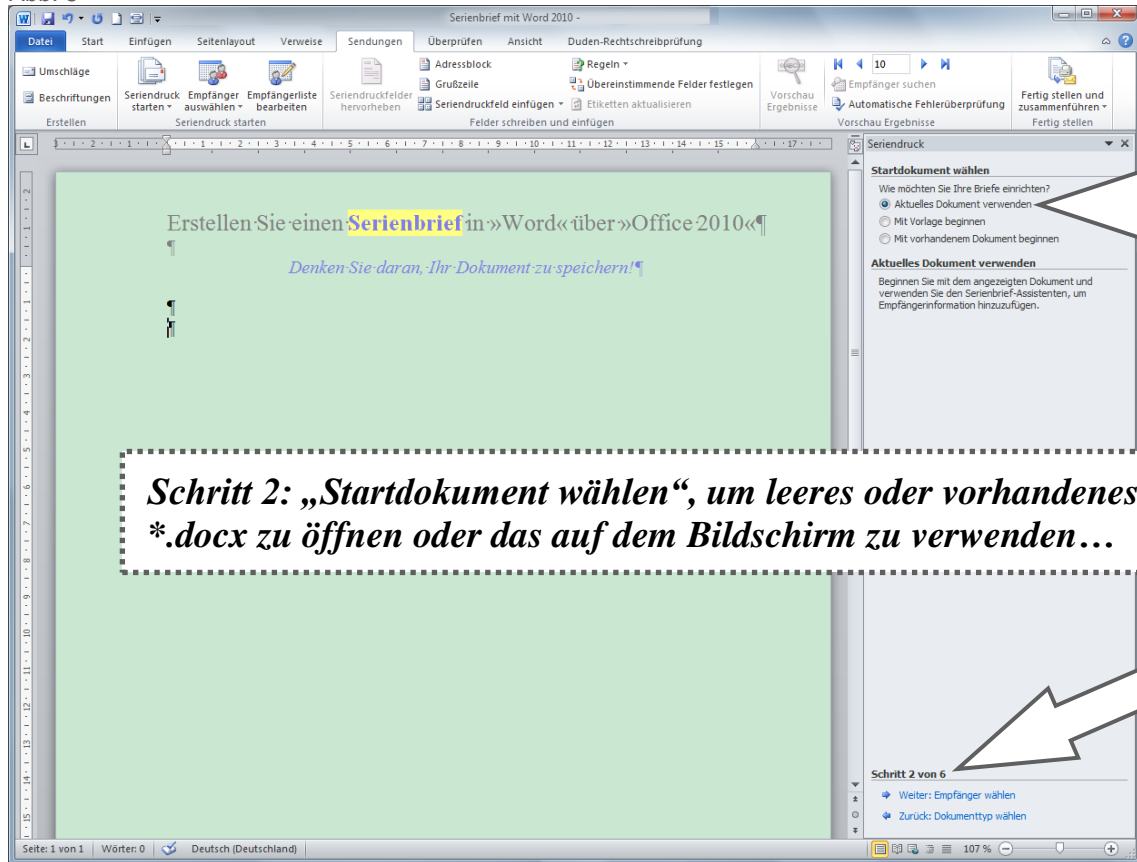 Serienbrief mit Word 2010 -
Datei Start Einfügen Seitenlayout Verweise Sendungen Überprüfen Ansicht Duden-Rechtschreibprüfung
Umschläge
Beschriftungen
Erstellen
Seriendruck starten
Empfänger auswählen
Empfängerliste bearbeiten
Seriendruck starten
Seriendruckfelder hervorheben
Adressblock
Grußzeile
Seriendruckfeld einfügen
Regeln
Übereinstimmende Felder festlegen
Etiketten aktualisieren
Felder schreiben und einfügen
Vorschau Ergebnisse
10
Empfänger suchen
Automatische Fehlerüberprüfung
Vorschau Ergebnisse
Fertig stellen und zusammenführen
Fertig stellen
Erstellen·Sie·einen·Serienbrief·in·»Word«·über·»Office·2010«¶
¶
Denken·Sie·daran,·Ihr·Dokument·zu·speichern!¶
¶
¶
Schritt 2: „Startdokument wählen“, um leeres oder vorhandenes
*.docx zu öffnen oder das auf dem Bildschirm zu verwenden…
Seriendruck
Startdokument wählen
Wie möchten Sie Ihre Briefe einrichten?
Aktuelles Dokument verwenden
Mit Vorlage beginnen
Mit vorhandenem Dokument beginnen
Aktuelles Dokument verwenden
Beginnen Sie mit dem angezeigten Dokument und
verwenden Sie den Serienbrief-Assistenten, um
Empfängerinformation hinzuzufügen.
Schritt 2 von 6
Weiter: Empfänger wählen
Zurück: Dokumenttyp wählen
Seite: 1 von 1 Wörter: 0 Deutsch (Deutschland) 107 %